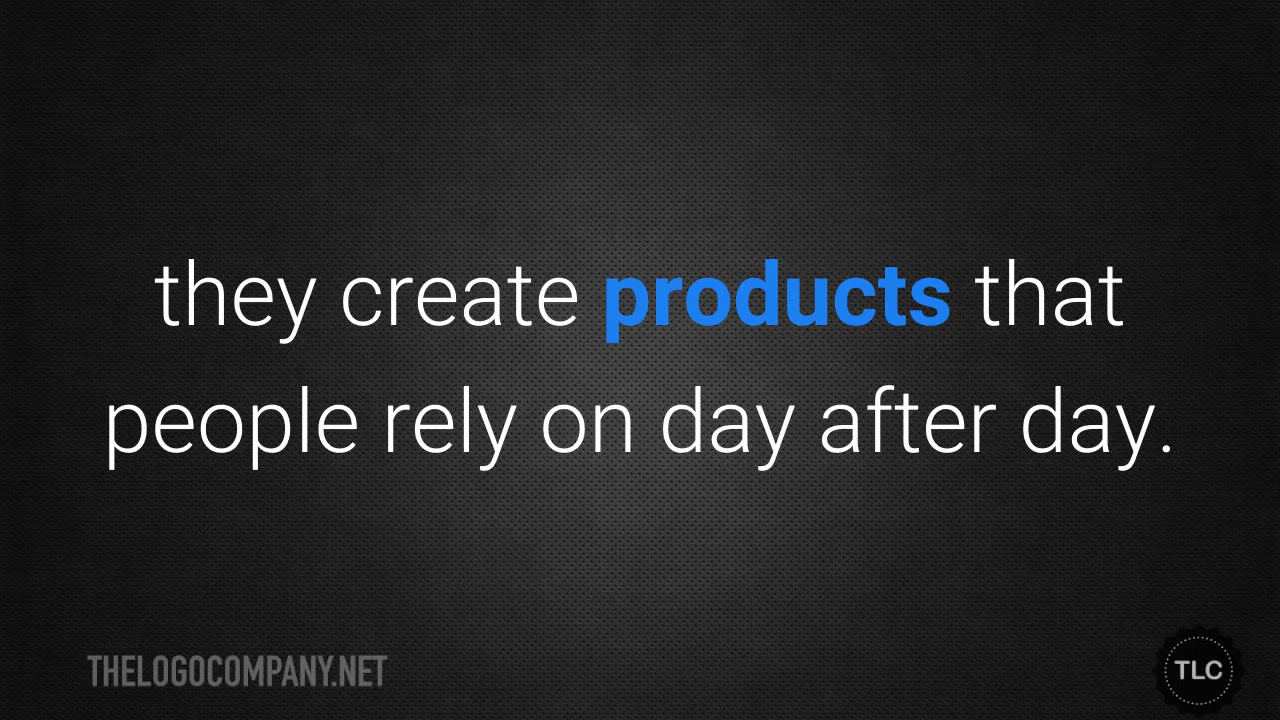 they create products that
people rely on day after day.
THELOGOCOMPANY.NET
TLC